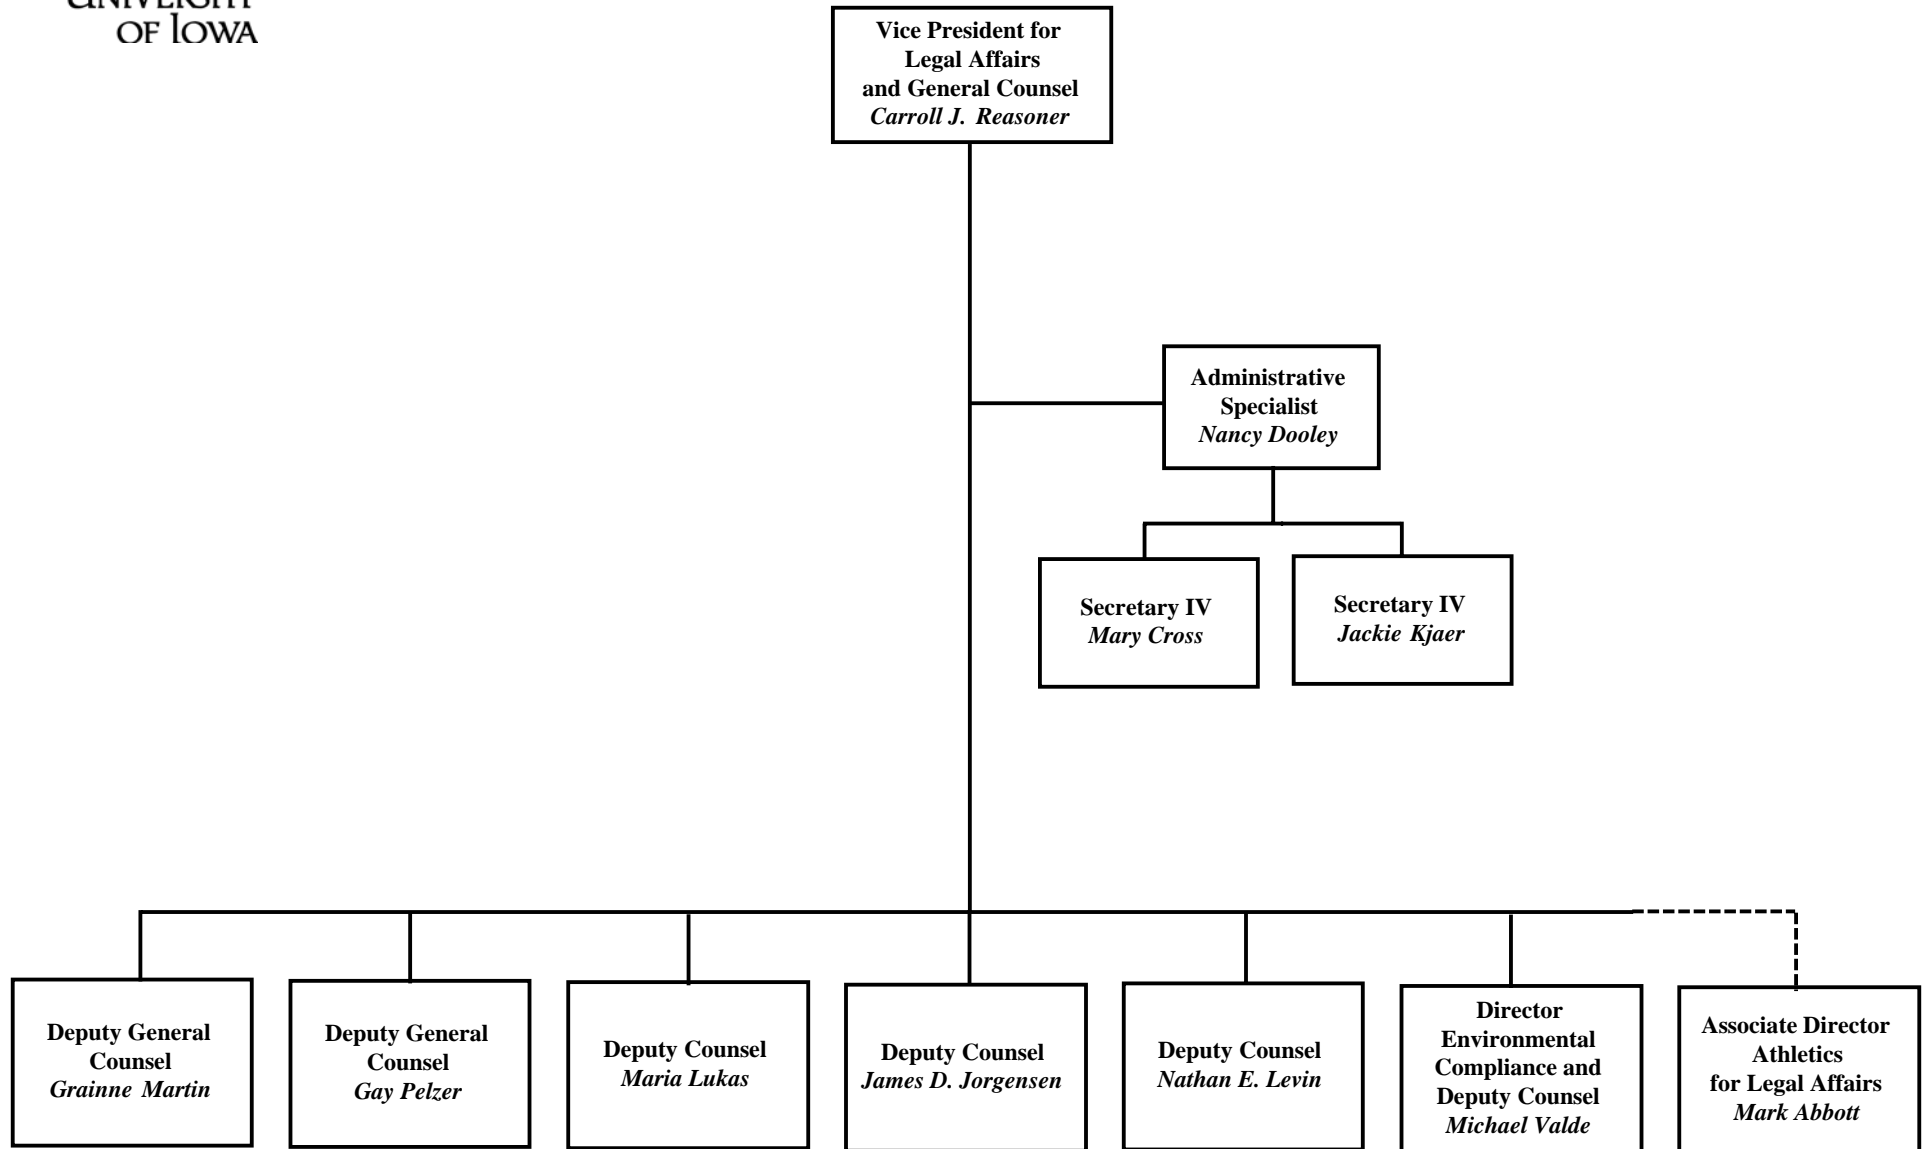 OF IOWA
Vice President for
Legal Affairs
and General Counsel
Carroll J. Reasoner
Administrative
Specialist
Nancy Dooley
Secretary IV
Mary Cross
Secretary IV
Jackie Kjaer
Deputy General
Counsel
Grainne Martin
Deputy General
Counsel
Gay Pelzer
Deputy Counsel
Maria Lukas
Deputy Counsel
James D. Jorgensen
Deputy Counsel
Nathan E. Levin
Director
Environmental
Compliance and
Deputy Counsel
Michael Valde
Associate Director
Athletics
for Legal Affairs
Mark Abbott